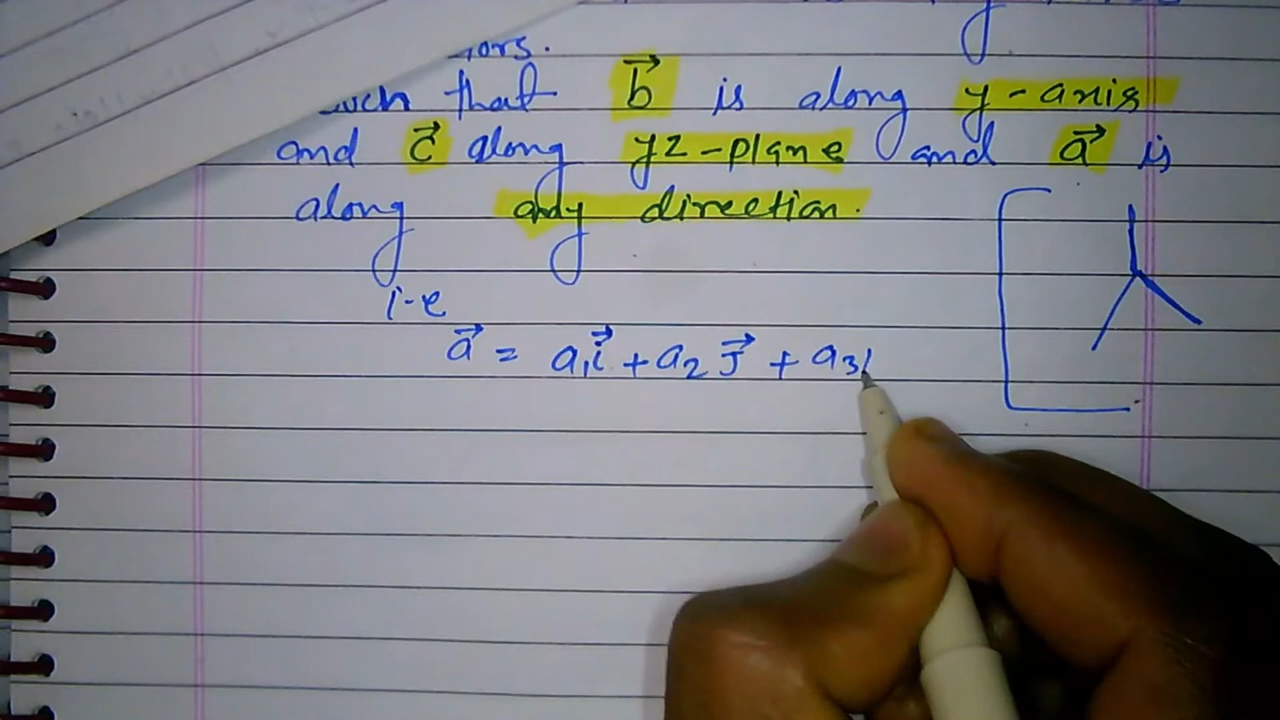 such that b⃗ is along y-axis
and c⃗ along yz-plane and a⃗ is
along any direction.
i-e
a⃗ = a₁i⃗ + a₂j⃗ + a₃